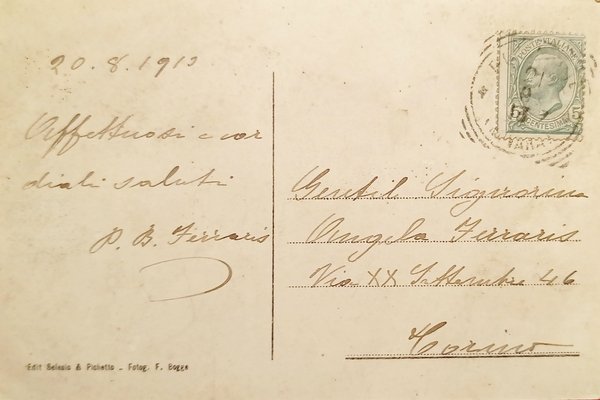 20.8.1913
Affettuosi e cor
diali saluti
P. B. Ferraris
Gentil Signorina
Angela Ferraris
Via XX Settembre 46
Torino
Edit Selesio & Pichetto - Fotog. F. Bogge